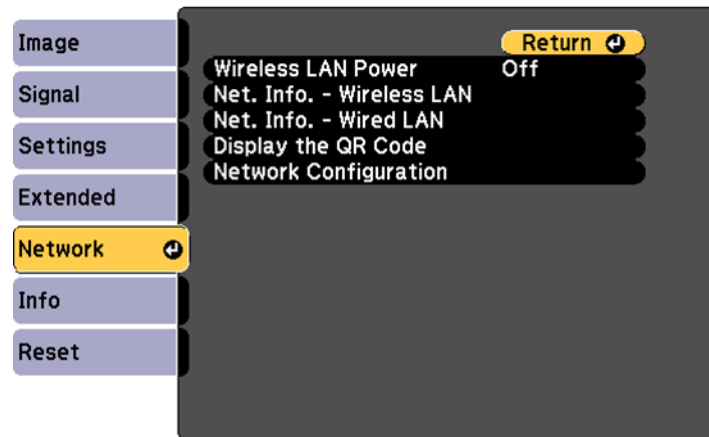 Image
Signal
Settings
Extended
Network
Info
Reset
Return
Wireless LAN Power Off
Net. Info. - Wireless LAN
Net. Info. - Wired LAN
Display the QR Code
Network Configuration